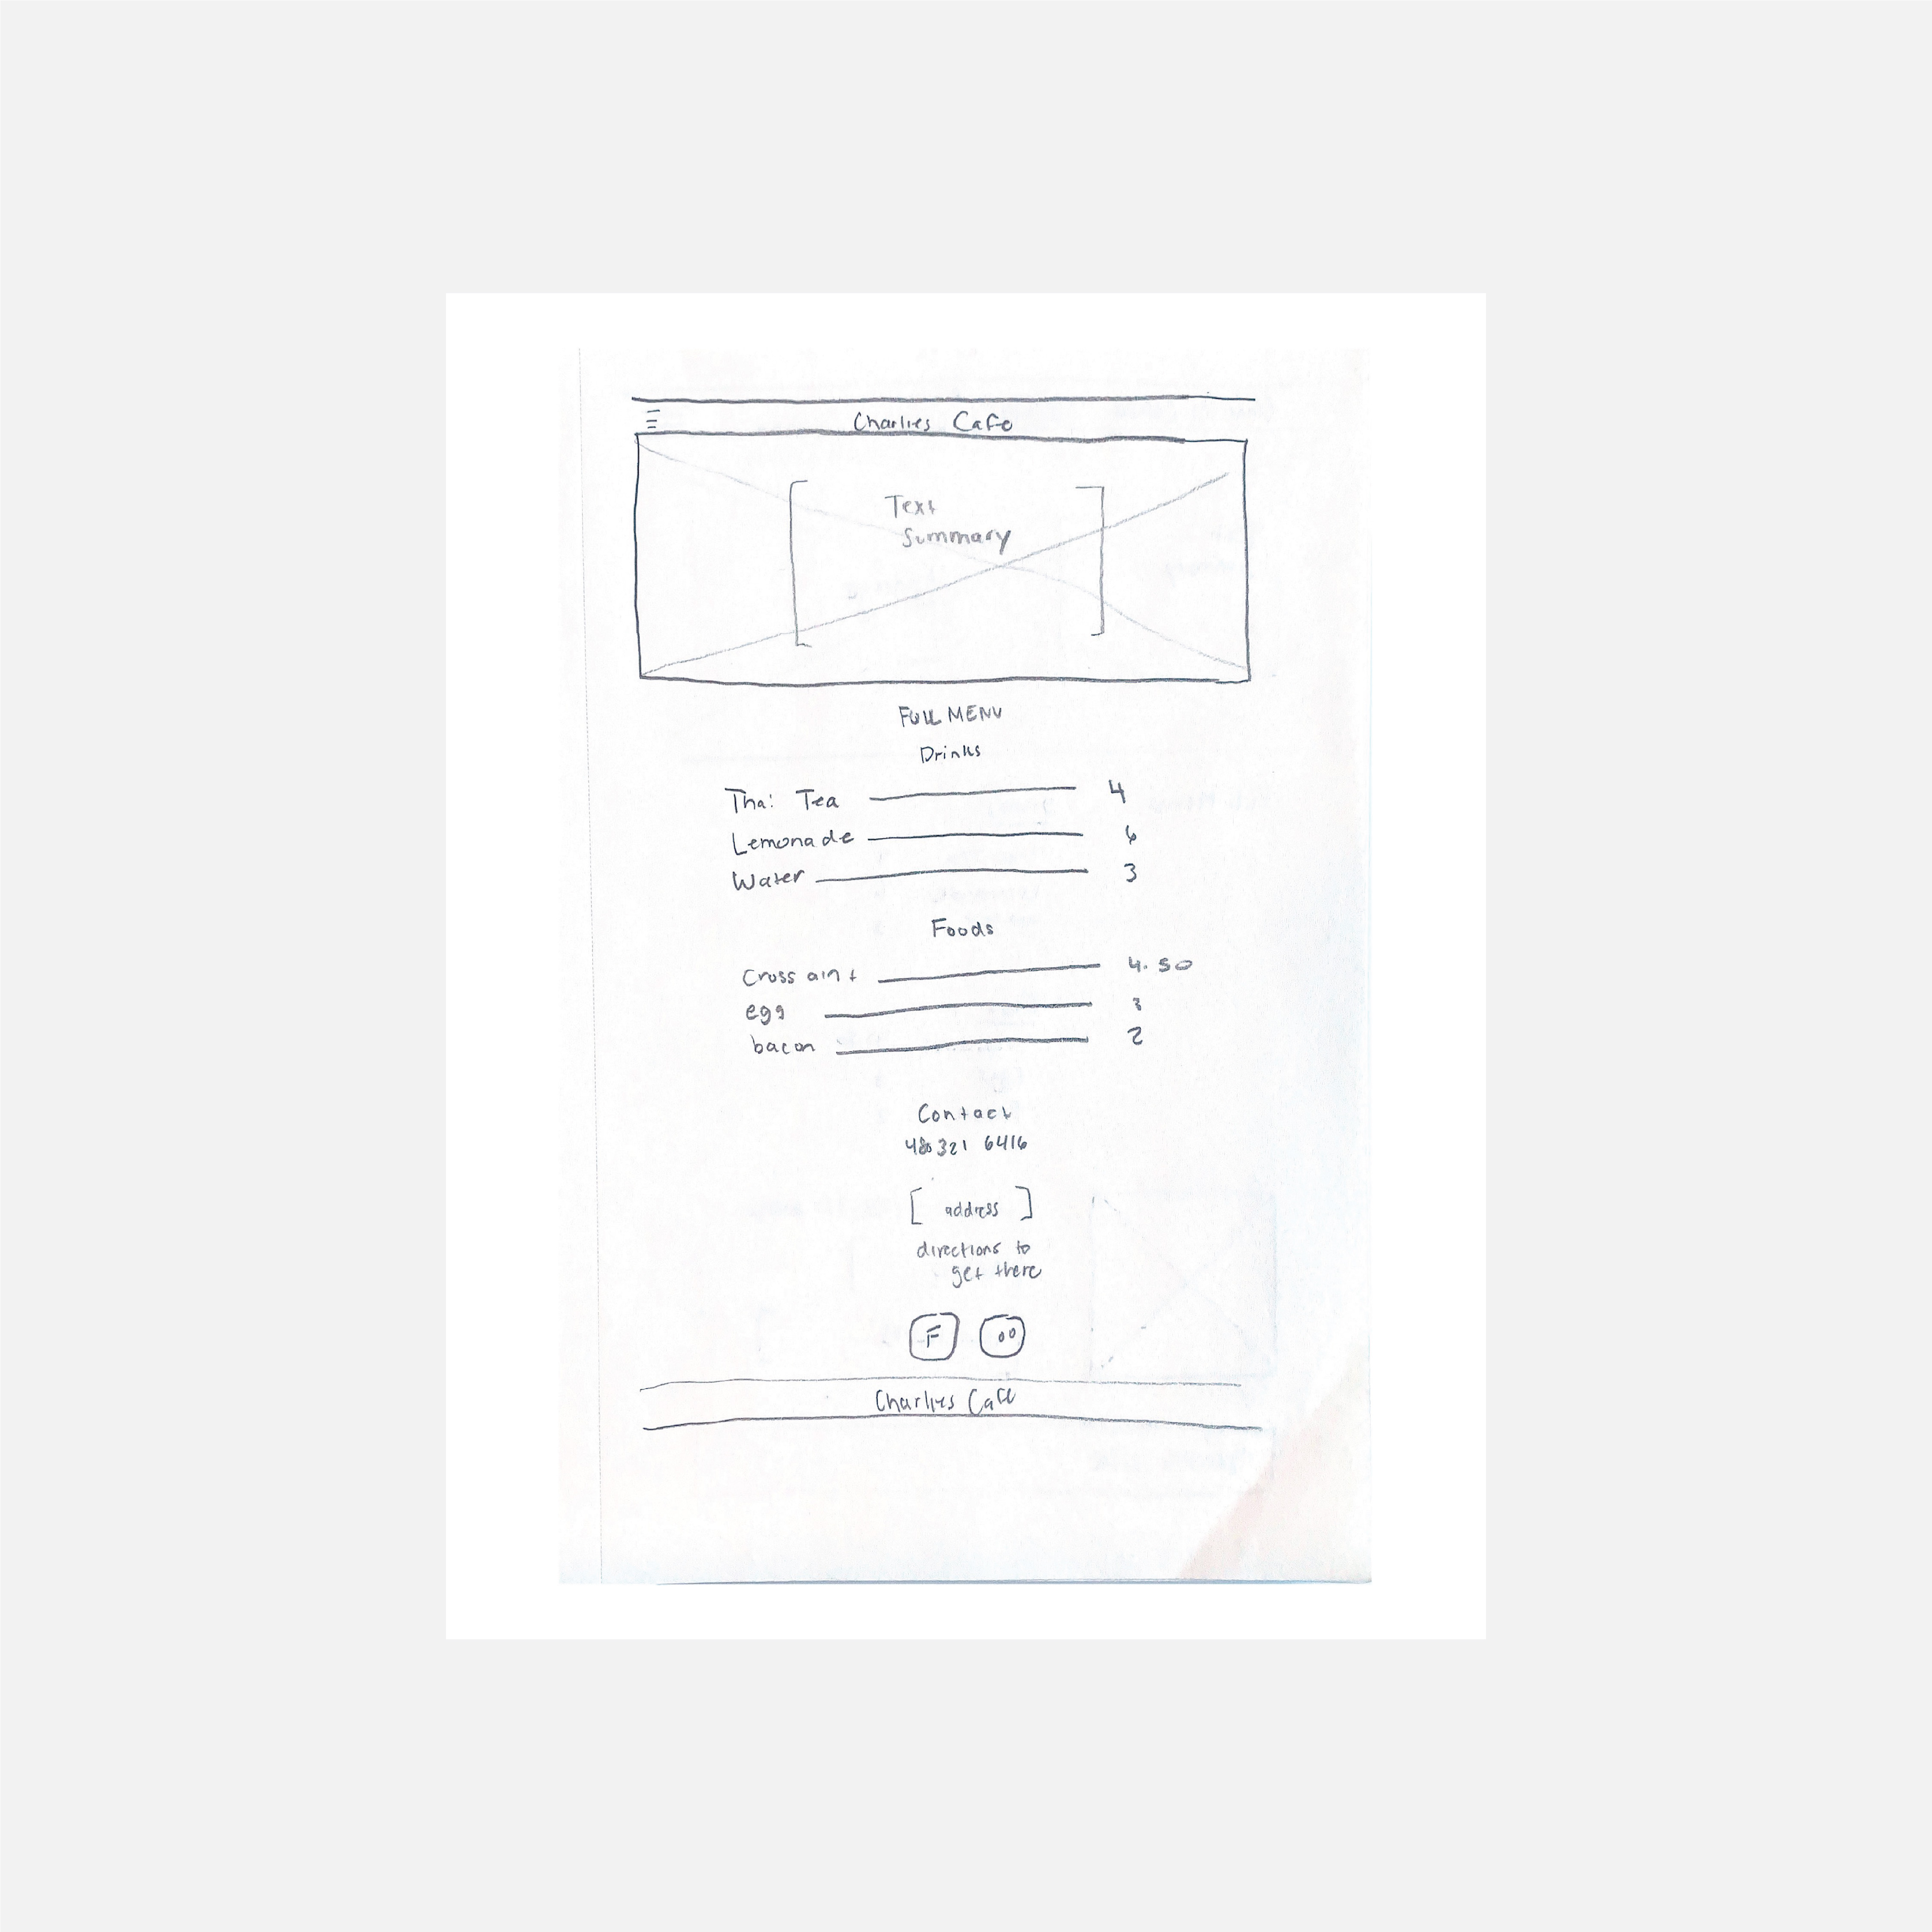 Charlies Cafe
Text
Summary
FULL MENU
Drinks
Thai Tea 4
Lemonade 6
Water 3
Foods
Crossaint 4.50
egg 3
bacon 2
Contact
480 321 6416
[ address ]
directions to
get there
F
Charlies Cafe